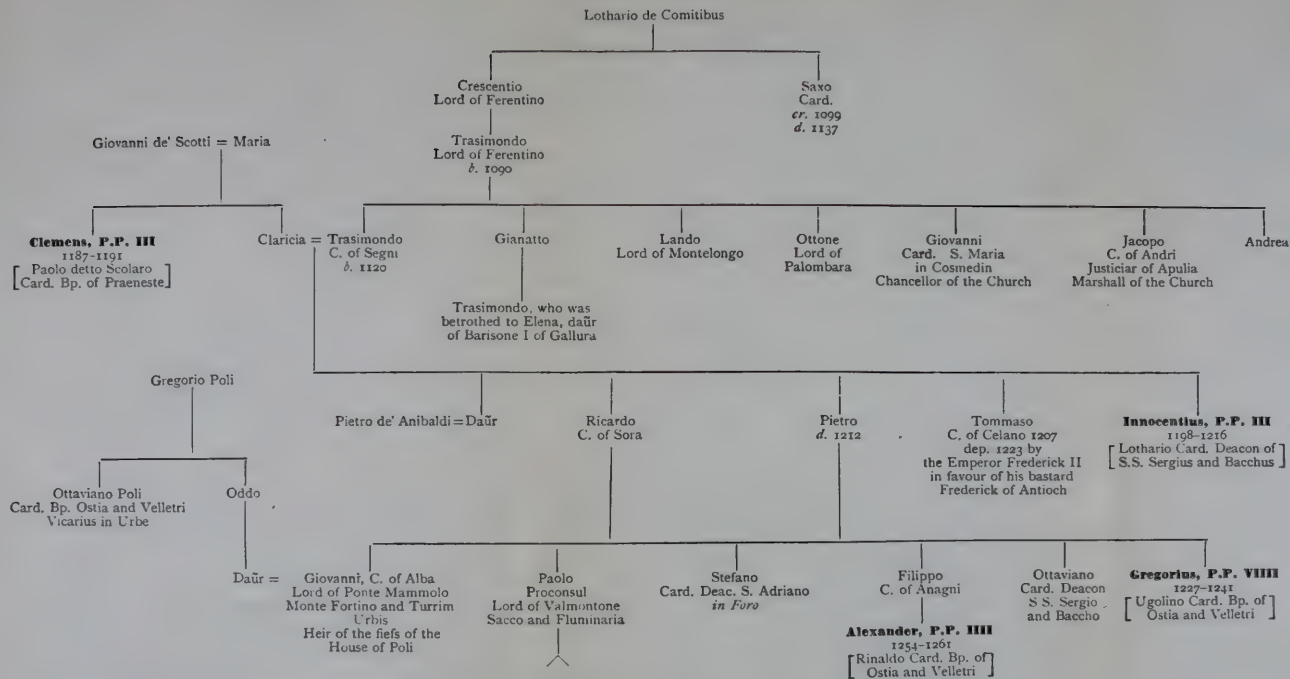 Lothario de Comitibus
Crescentio
Lord of Ferentino
Saxo
Card.
cr. 1099
d. 1137
Giovanni de' Scotti = Maria
Trasimondo
Lord of Ferentino
b. 1090
Clemens, P.P. III
1187-1191
[Paolo detto Scolaro
Card. Bp. of Praeneste]
Claricia = Trasimondo
C. of Segni
b. 1120
Gianatto
Lando
Lord of Montelongo
Ottone
Lord of
Palombara
Giovanni
Card. S. Maria
in Cosmedin
Chancellor of the Church
Jacopo
C. of Andri
Justiciar of Apulia
Marshall of the Church
Andrea
Trasimondo, who was
betrothed to Elena, daũr
of Barisone I of Gallura
Gregorio Poli
Pietro de' Anibaldi = Daũr
Ricardo
C. of Sora
Pietro
d. 1212
Tommaso
C. of Celano 1207
dep. 1223 by
the Emperor Frederick II
in favour of his bastard
Frederick of Antioch
Innocentius, P.P. III
1198-1216
[Lothario Card. Deacon of
S.S. Sergius and Bacchus]
Ottaviano Poli
Card. Bp. Ostia and Velletri
Vicarius in Urbe
Oddo
Daũr =
Giovanni, C. of Alba
Lord of Ponte Mammolo
Monte Fortino and Turrim
Urbis
Heir of the fiefs of the
House of Poli
Paolo
Proconsul
Lord of Valmontone
Sacco and Fluminaria
Stefano
Card. Deac. S. Adriano
in Foro
Filippo
C. of Anagni
Alexander, P.P. IIII
1254-1261
[Rinaldo Card. Bp. of
Ostia and Velletri]
Ottaviano
Card. Deacon
S S. Sergio
and Baccho
Gregorius, P.P. VIIII
1227-1241
[Ugolino Card. Bp. of
Ostia and Velletri]